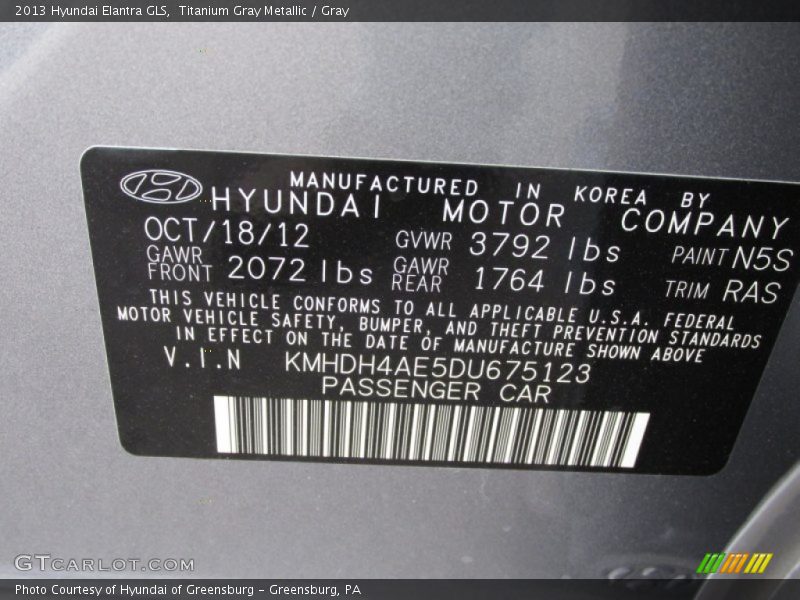 2013 Hyundai Elantra GLS, Titanium Gray Metallic / Gray
MANUFACTURED IN KOREA BY
HYUNDAI MOTOR COMPANY
OCT/18/12 GVWR 3792 lbs PAINT N5S
GAWR FRONT 2072 lbs GAWR REAR 1764 lbs TRIM RAS
THIS VEHICLE CONFORMS TO ALL APPLICABLE U.S.A. FEDERAL
MOTOR VEHICLE SAFETY, BUMPER, AND THEFT PREVENTION STANDARDS
IN EFFECT ON THE DATE OF MANUFACTURE SHOWN ABOVE
V.I.N KMHDH4AE5DU675123
PASSENGER CAR
GTCARLOT.COM
Photo Courtesy of Hyundai of Greensburg - Greensburg, PA